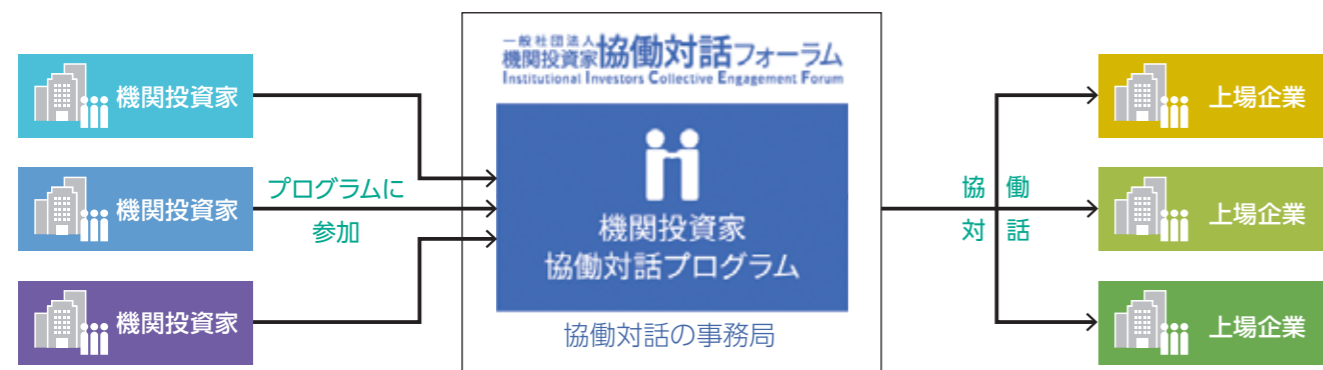 機関投資家
機関投資家
機関投資家
プログラムに
参加
一般社団法人
機関投資家協働対話フォーラム
Institutional Investors Collective Engagement Forum
機関投資家
協働対話プログラム
協働対話の事務局
協働
対話
上場企業
上場企業
上場企業